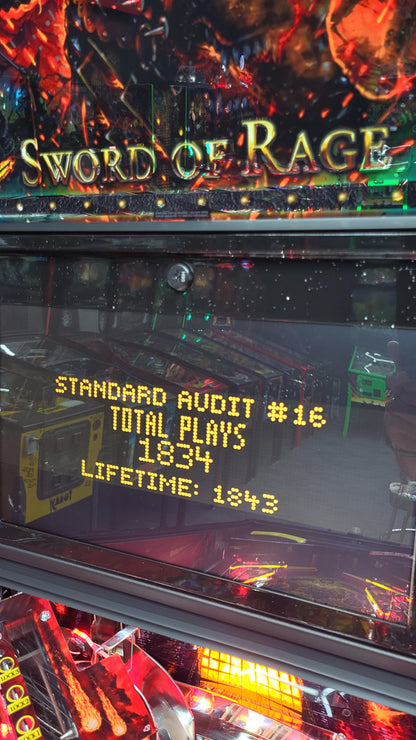 SWORD OF RAGE
STANDARD AUDIT #16
TOTAL PLAYS
1834
LIFETIME: 1843